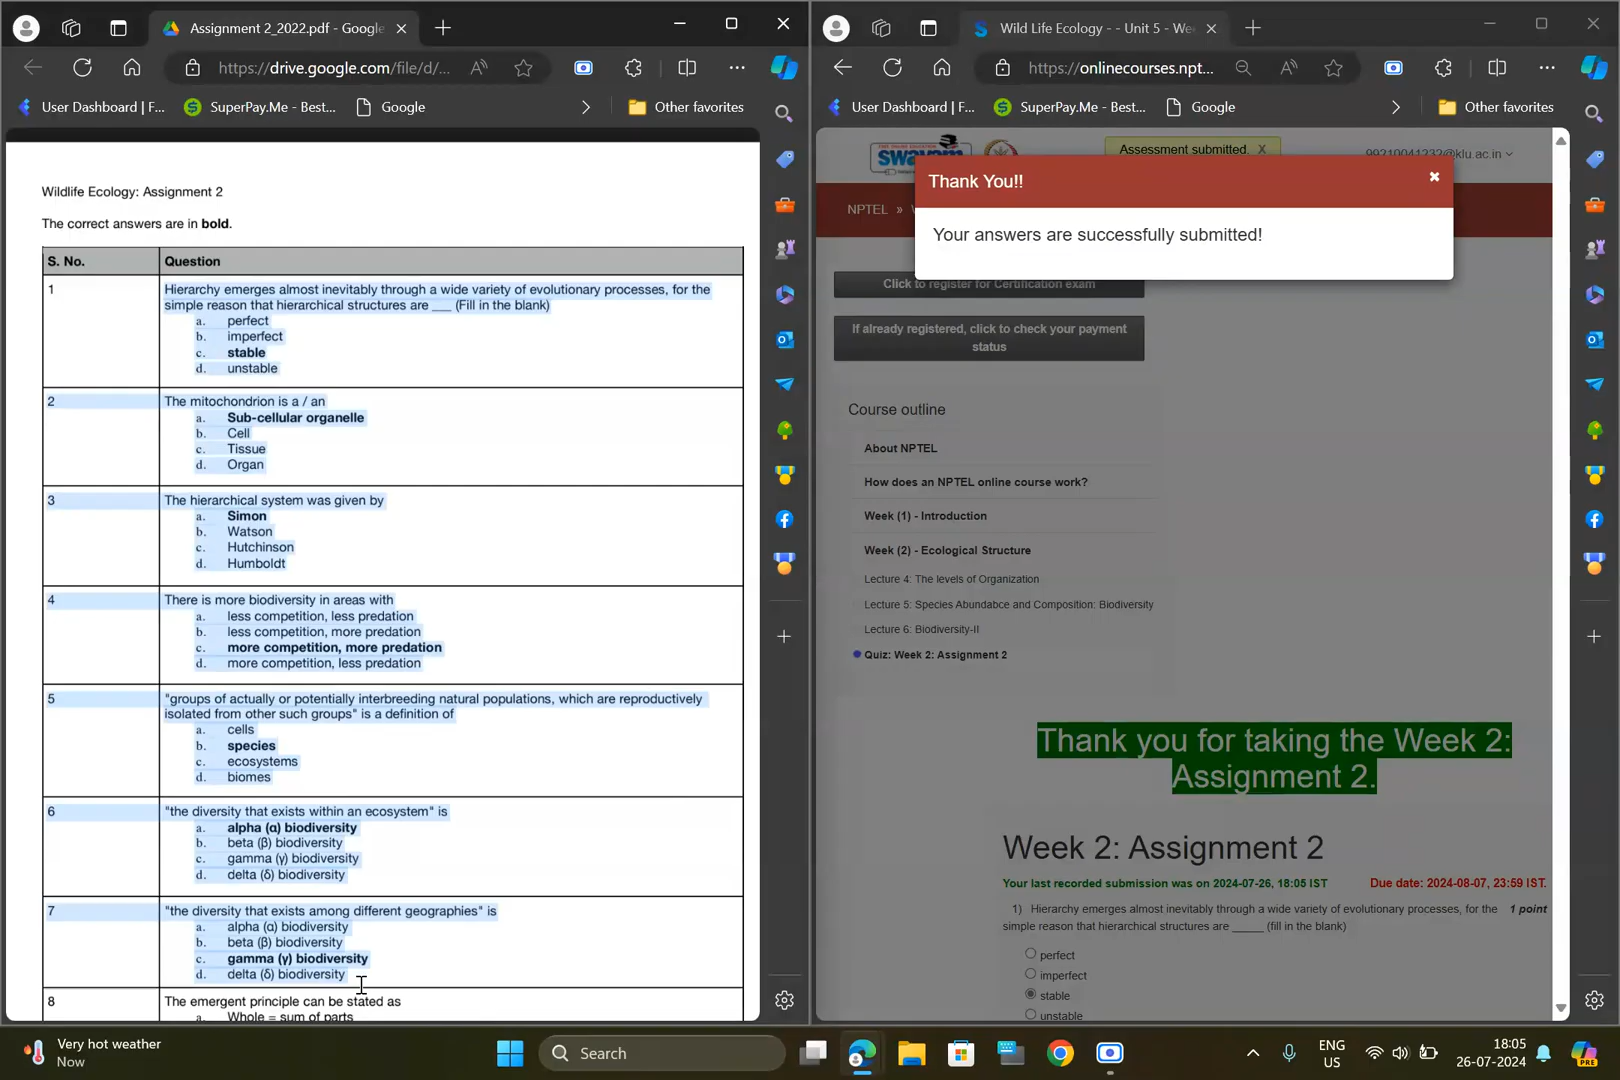 Assignment 2_2022.pdf - Google
https://drive.google.com/file/d/...
User Dashboard | F...
SuperPay.Me - Best...
Google
Other favorites
Wildlife Ecology: Assignment 2
The correct answers are in bold.
S. No.
Question
1
Hierarchy emerges almost inevitably through a wide variety of evolutionary processes, for the
simple reason that hierarchical structures are ___ (Fill in the blank)
a. perfect
b. imperfect
c. stable
d. unstable
2
The mitochondrion is a / an
a. Sub-cellular organelle
b. Cell
c. Tissue
d. Organ
3
The hierarchical system was given by
a. Simon
b. Watson
c. Hutchinson
d. Humboldt
4
There is more biodiversity in areas with
a. less competition, less predation
b. less competition, more predation
c. more competition, more predation
d. more competition, less predation
5
"groups of actually or potentially interbreeding natural populations, which are reproductively
isolated from other such groups" is a definition of
a. cells
b. species
c. ecosystems
d. biomes
6
"the diversity that exists within an ecosystem" is
a. alpha (α) biodiversity
b. beta (β) biodiversity
c. gamma (γ) biodiversity
d. delta (δ) biodiversity
7
"the diversity that exists among different geographies" is
a. alpha (α) biodiversity
b. beta (β) biodiversity
c. gamma (γ) biodiversity
d. delta (δ) biodiversity
8
The emergent principle can be stated as
a. Whole = sum of parts
Wild Life Ecology - - Unit 5 - We
https://onlinecourses.npt...
User Dashboard | F...
SuperPay.Me - Best...
Google
Other favorites
swayam
Assessment submitted.
X
99210041232@klu.ac.in
NPTEL »
Thank You!!
Your answers are successfully submitted!
Click to register for Certification exam
If already registered, click to check your payment
status
Course outline
About NPTEL
How does an NPTEL online course work?
Week (1) - Introduction
Week (2) - Ecological Structure
Lecture 4: The levels of Organization
Lecture 5: Species Abundabce and Composition: Biodiversity
Lecture 6: Biodiversity-II
Quiz: Week 2: Assignment 2
Thank you for taking the Week 2:
Assignment 2.
Week 2: Assignment 2
Your last recorded submission was on 2024-07-26, 18:05 IST
Due date: 2024-08-07, 23:59 IST.
1) Hierarchy emerges almost inevitably through a wide variety of evolutionary processes, for the
1 point
simple reason that hierarchical structures are _____ (fill in the blank)
perfect
imperfect
stable
unstable
Very hot weather
Now
Search
ENG
US
18:05
26-07-2024
PRE